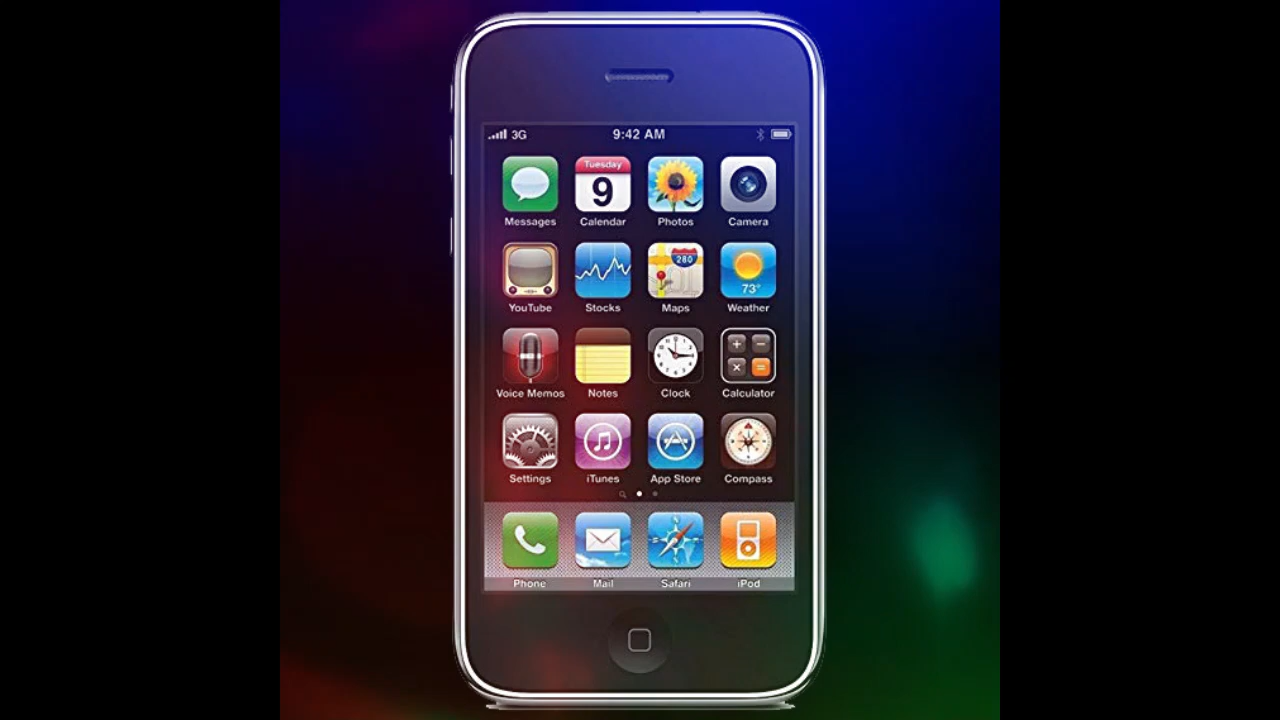 3G 9:42 AM
Tuesday
9
Messages Calendar Photos Camera
280
73°
YouTube Stocks Maps Weather
Voice Memos Notes Clock Calculator
Settings iTunes App Store Compass
Phone Mail Safari iPod